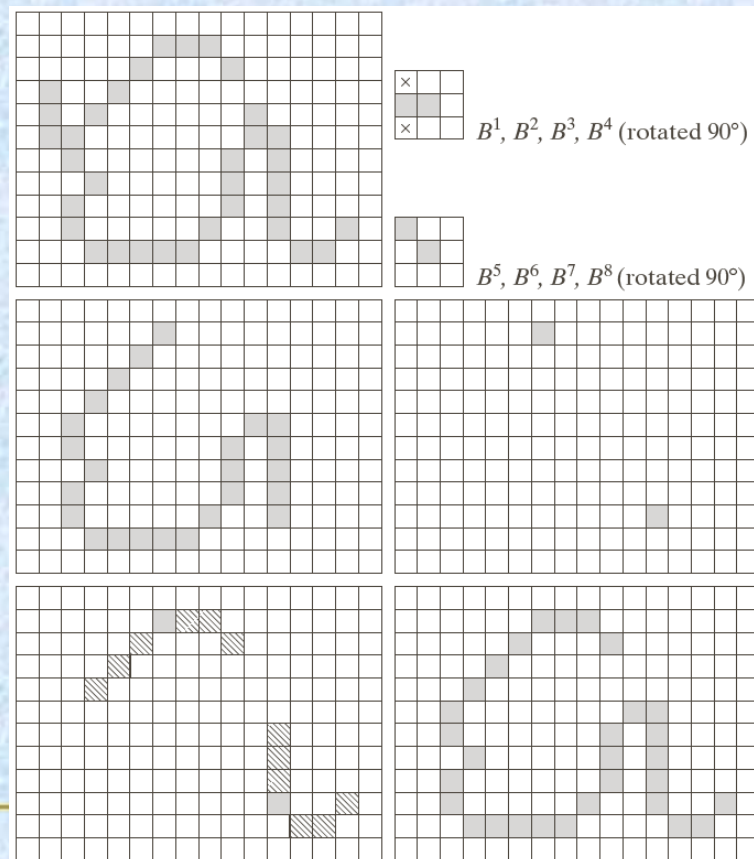 ×
×
B¹, B², B³, B⁴ (rotated 90°)
B⁵, B⁶, B⁷, B⁸ (rotated 90°)